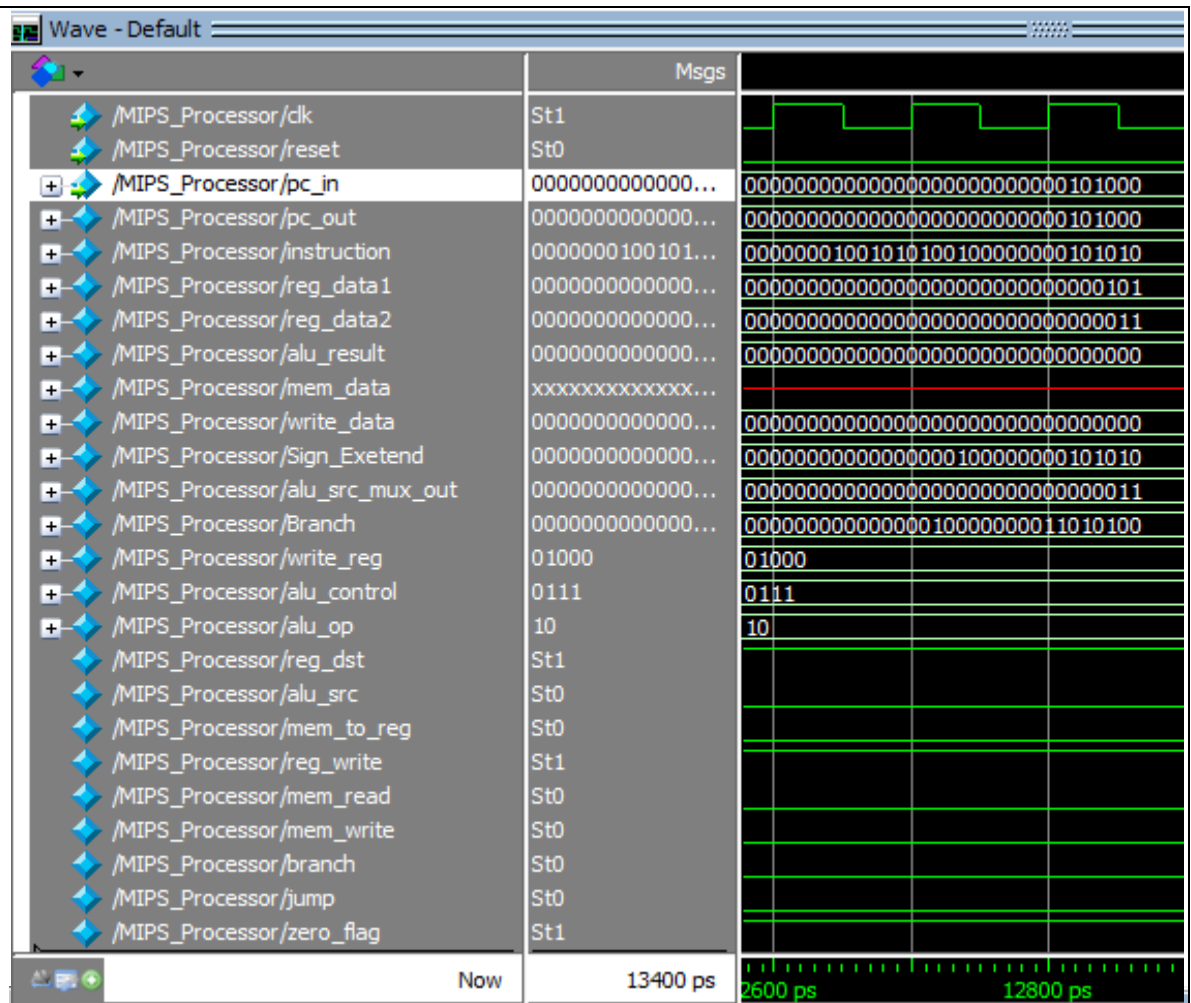 Wave - Default
Msgs
/MIPS_Processor/clk St1
/MIPS_Processor/reset St0
/MIPS_Processor/pc_in 0000000000000... 00000000000000000000000000101000
/MIPS_Processor/pc_out 0000000000000... 00000000000000000000000000101000
/MIPS_Processor/instruction 0000000100101... 00000001001010100100000000101010
/MIPS_Processor/reg_data1 0000000000000... 00000000000000000000000000000101
/MIPS_Processor/reg_data2 0000000000000... 00000000000000000000000000000011
/MIPS_Processor/alu_result 0000000000000... 00000000000000000000000000000000
/MIPS_Processor/mem_data xxxxxxxxxxxxx...
/MIPS_Processor/write_data 0000000000000... 00000000000000000000000000000000
/MIPS_Processor/Sign_Exetend 0000000000000... 00000000000000000100000000101010
/MIPS_Processor/alu_src_mux_out 0000000000000... 00000000000000000000000000000011
/MIPS_Processor/Branch 0000000000000... 00000000000000010000000011010100
/MIPS_Processor/write_reg 01000 01000
/MIPS_Processor/alu_control 0111 0111
/MIPS_Processor/alu_op 10 10
/MIPS_Processor/reg_dst St1
/MIPS_Processor/alu_src St0
/MIPS_Processor/mem_to_reg St0
/MIPS_Processor/reg_write St1
/MIPS_Processor/mem_read St0
/MIPS_Processor/mem_write St0
/MIPS_Processor/branch St0
/MIPS_Processor/jump St0
/MIPS_Processor/zero_flag St1
Now 13400 ps 2600 ps 12800 ps